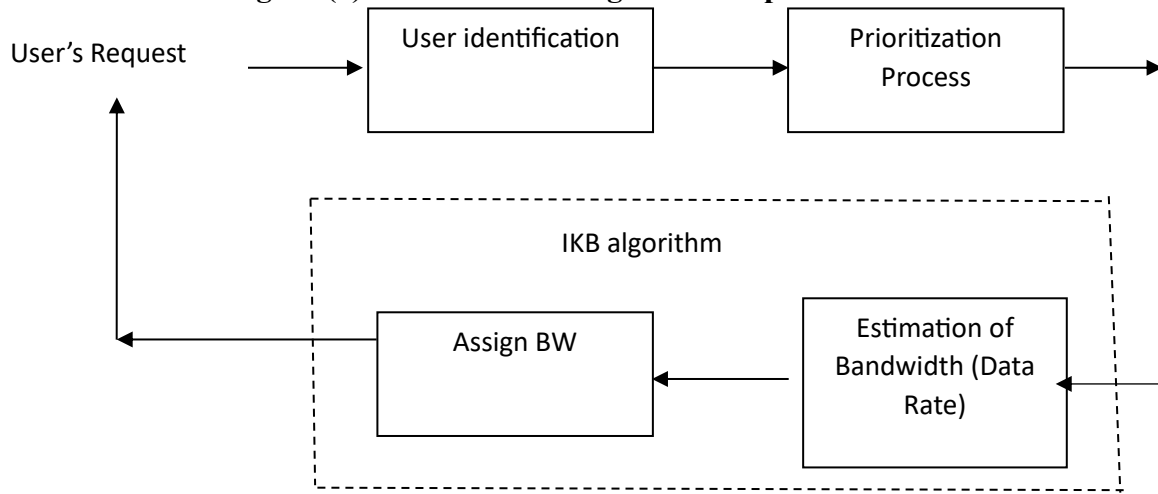 User identification
Prioritization
Process
User's Request
IKB algorithm
Assign BW
Estimation of
Bandwidth (Data
Rate)